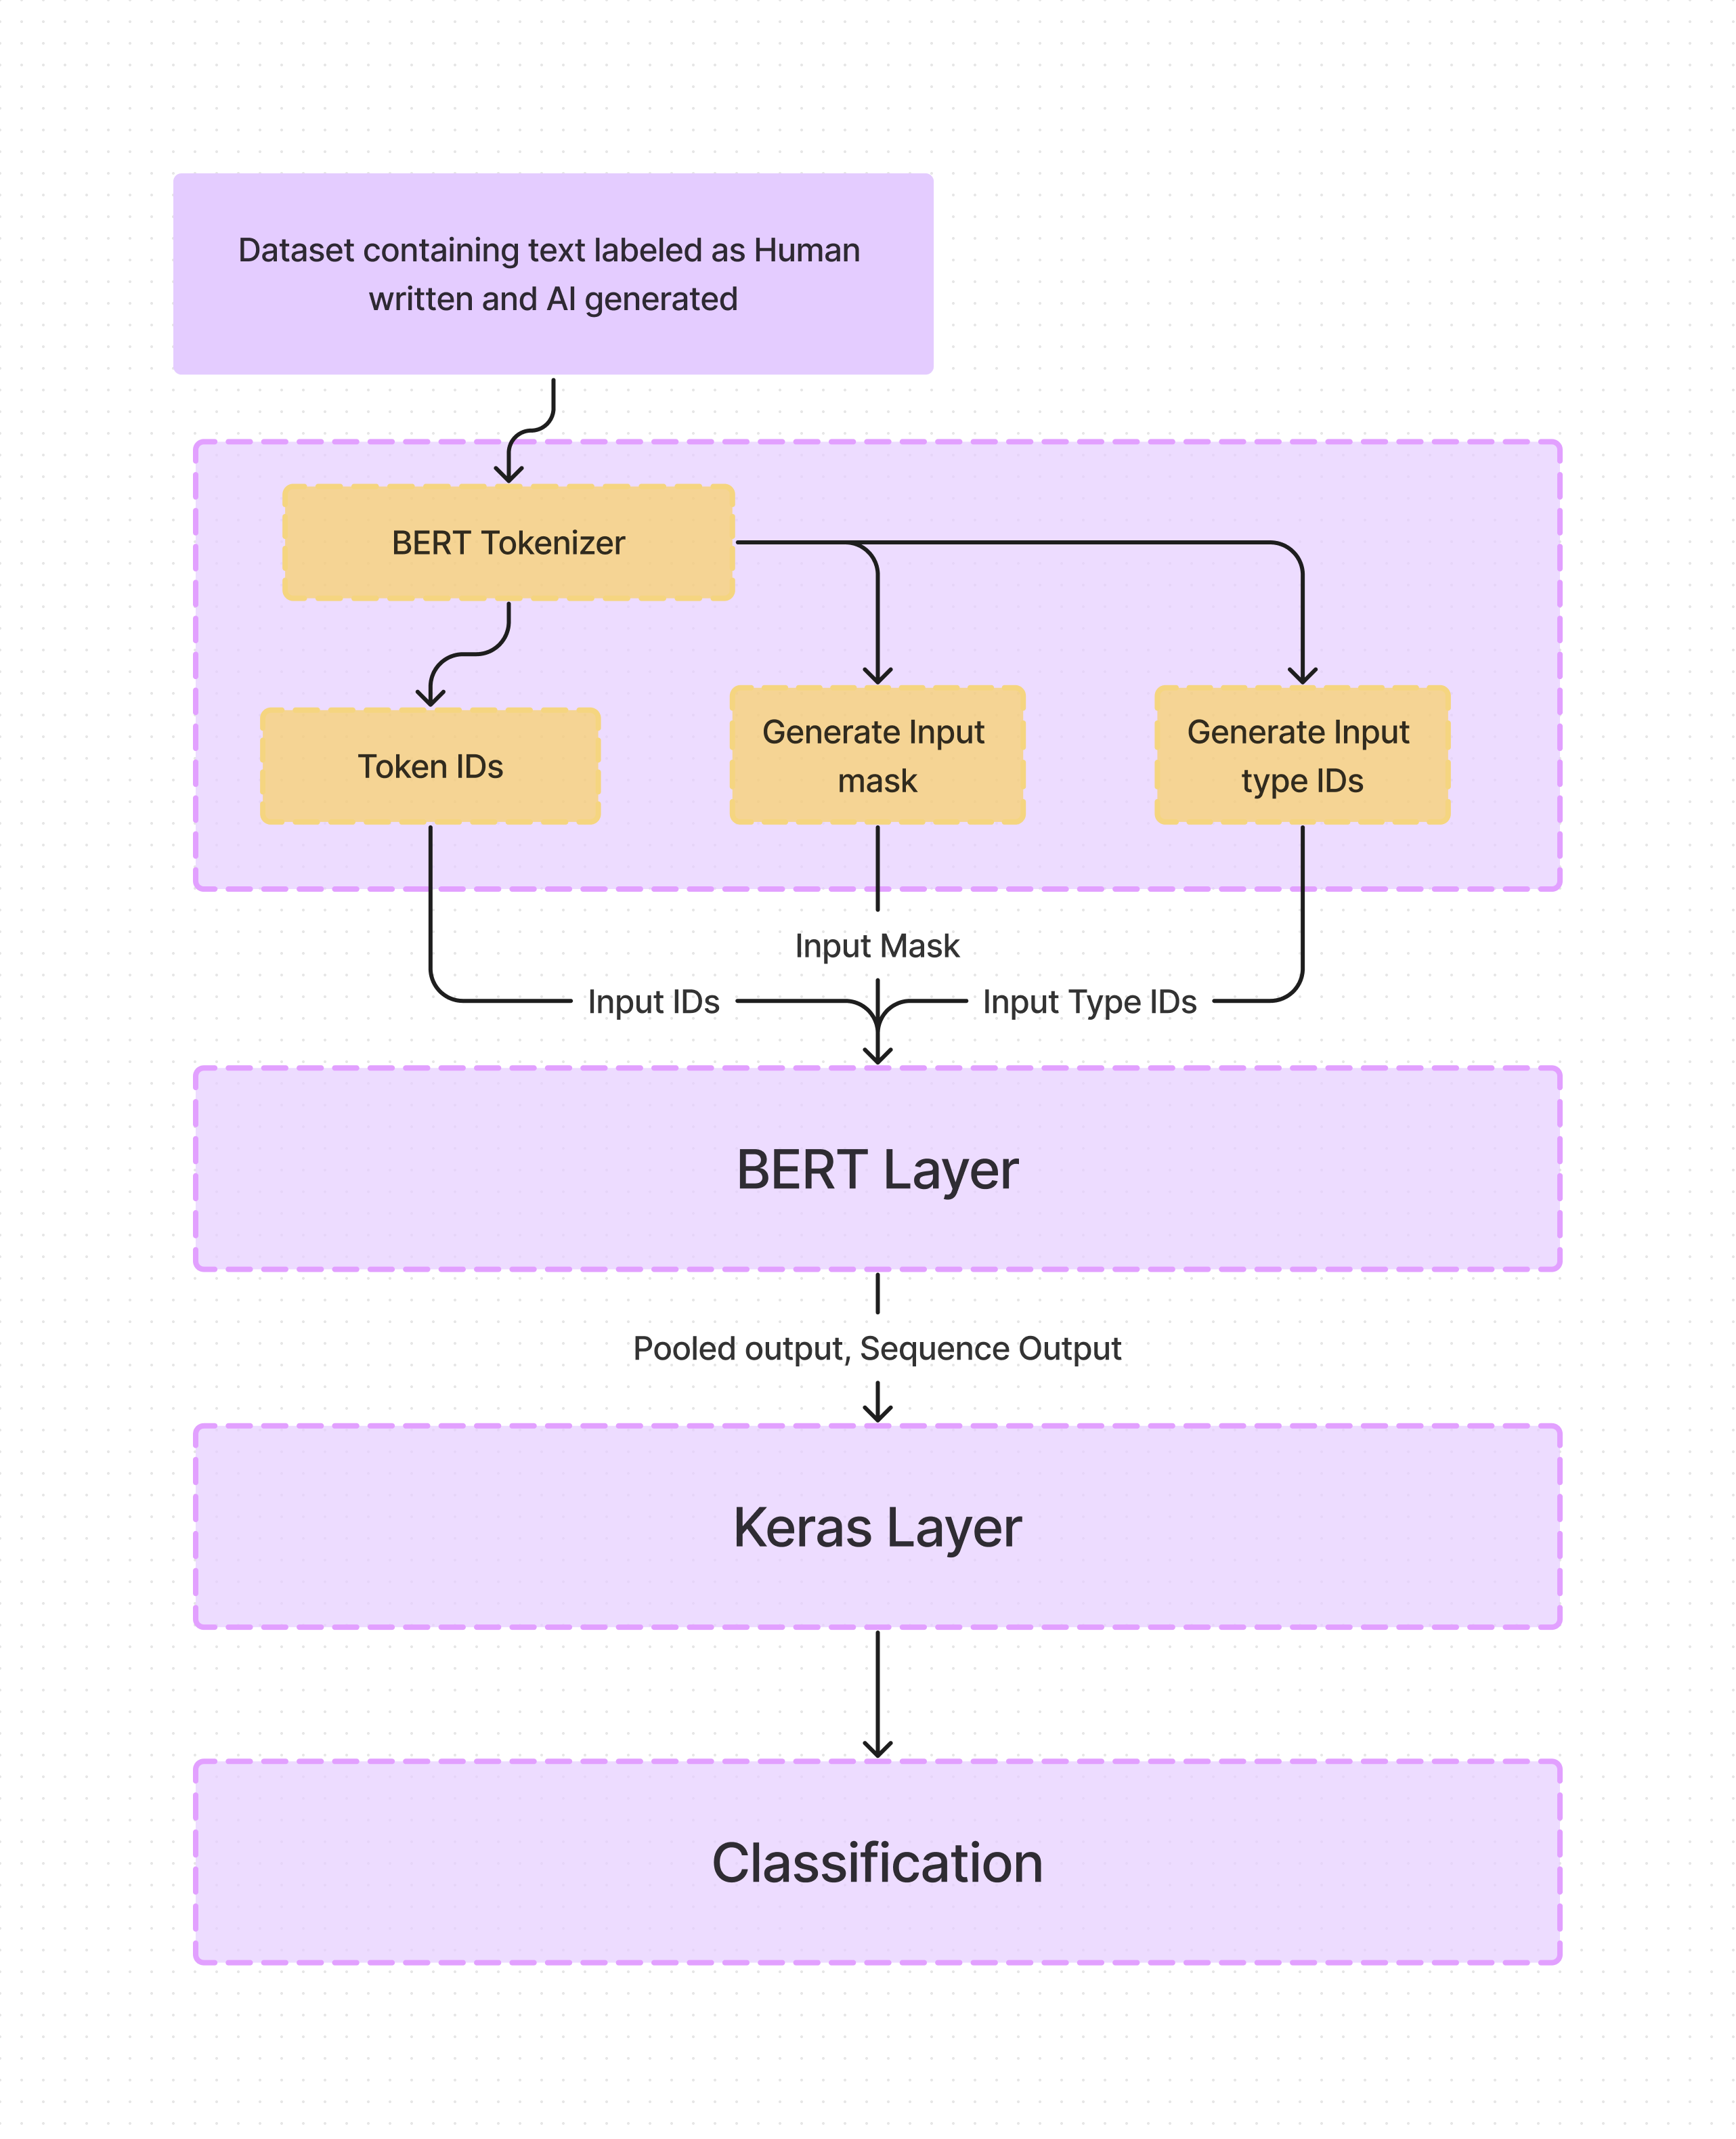 Dataset containing text labeled as Human
written and AI generated
BERT Tokenizer
Token IDs
Generate Input
mask
Generate Input
type IDs
Input Mask
Input IDs
Input Type IDs
BERT Layer
Pooled output, Sequence Output
Keras Layer
Classification